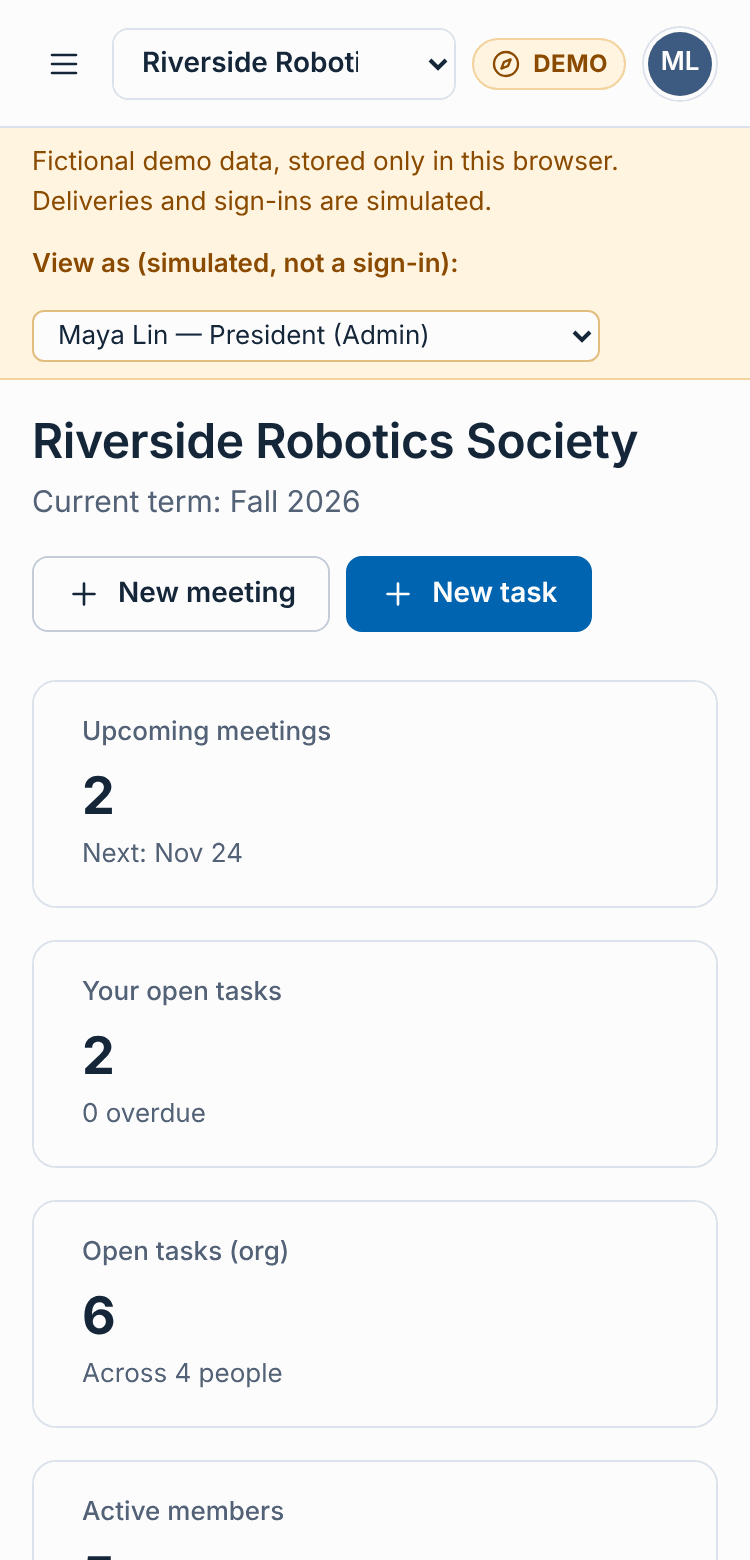 Riverside Roboti
DEMO
ML
Fictional demo data, stored only in this browser.
Deliveries and sign-ins are simulated.
View as (simulated, not a sign-in):
Maya Lin — President (Admin)
Riverside Robotics Society
Current term: Fall 2026
New meeting
New task
Upcoming meetings
2
Next: Nov 24
Your open tasks
2
0 overdue
Open tasks (org)
6
Across 4 people
Active members